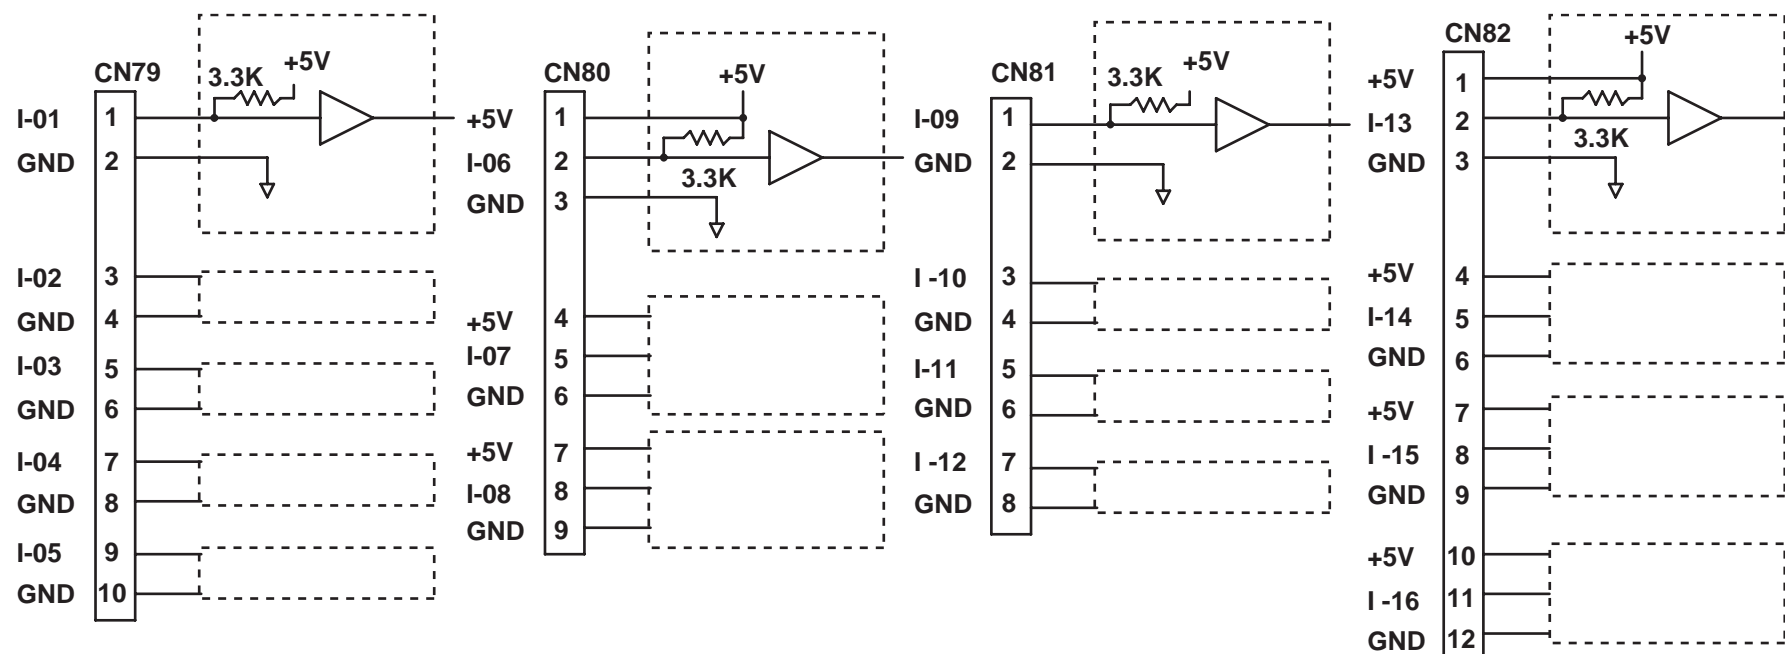 CN79
3.3K +5V
I-01 1
GND 2
I-02 3
GND 4
I-03 5
GND 6
I-04 7
GND 8
I-05 9
GND 10
CN80
+5V
+5V 1
I-06 2
3.3K
GND 3
+5V 4
I-07 5
GND 6
+5V 7
I-08 8
GND 9
CN81
3.3K +5V
I-09 1
GND 2
I -10 3
GND 4
I-11 5
GND 6
I -12 7
GND 8
CN82
+5V
+5V 1
I-13 2
3.3K
GND 3
+5V 4
I-14 5
GND 6
+5V 7
I -15 8
GND 9
+5V 10
I -16 11
GND 12